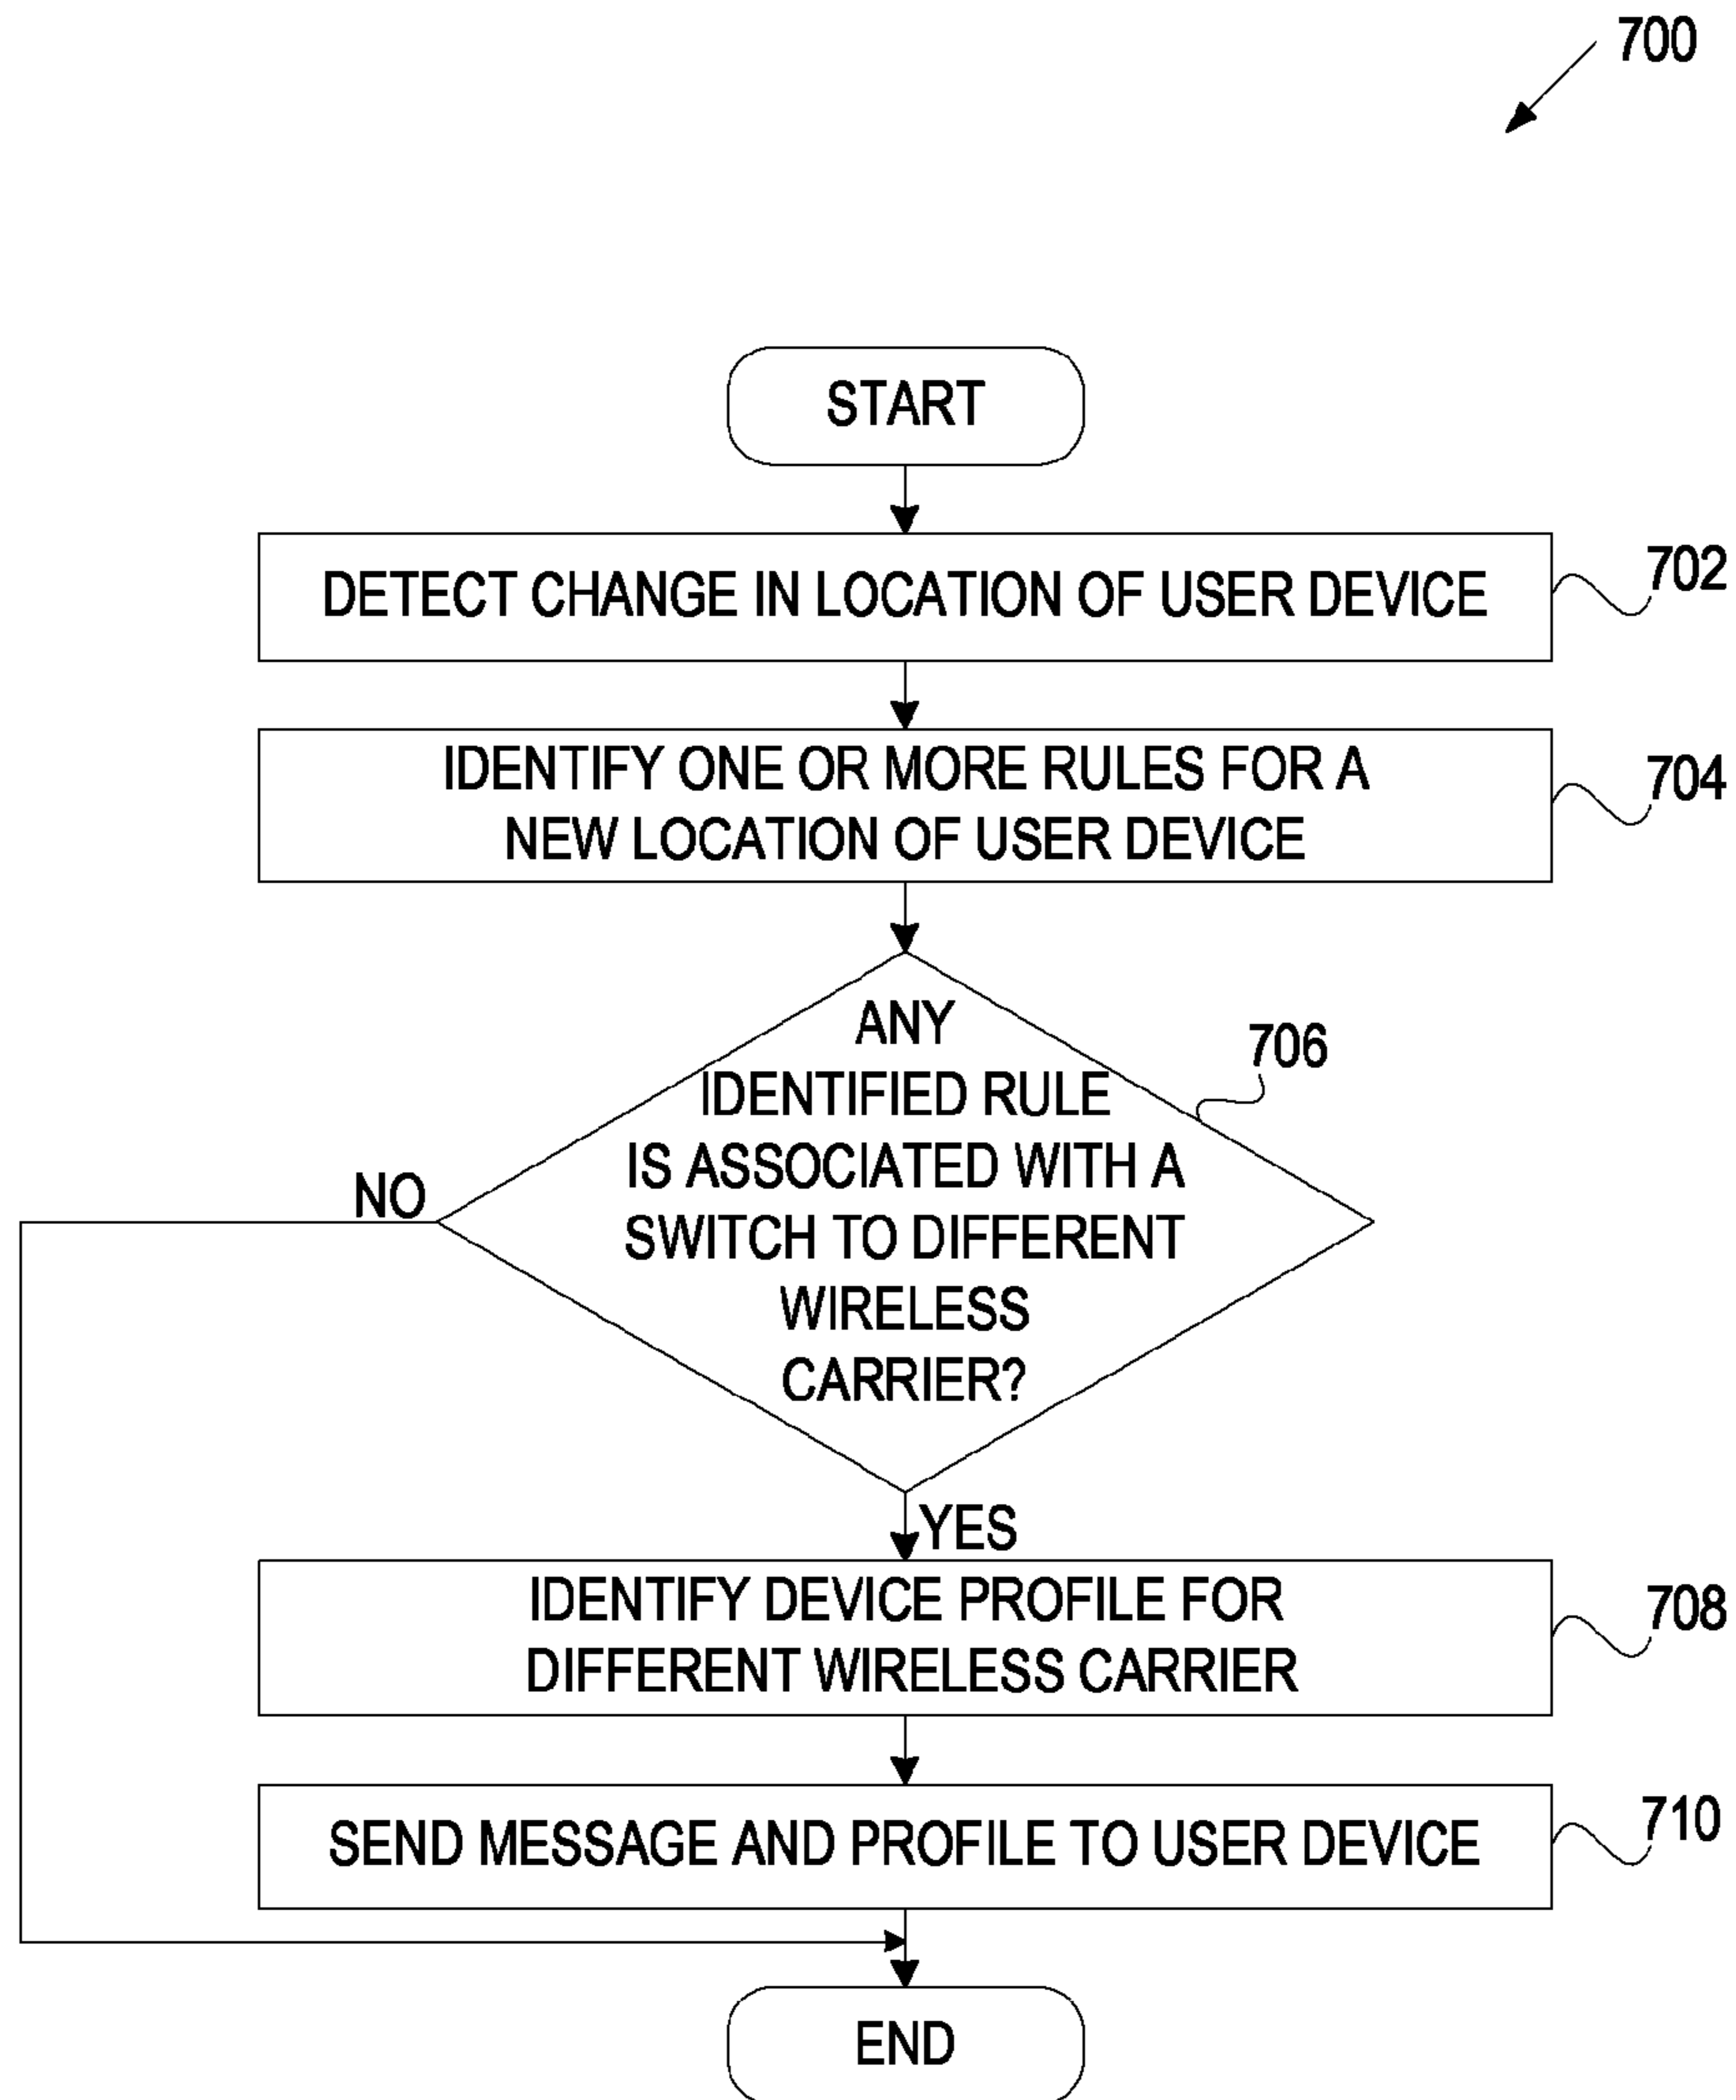 700
START
DETECT CHANGE IN LOCATION OF USER DEVICE
702
IDENTIFY ONE OR MORE RULES FOR A
NEW LOCATION OF USER DEVICE
704
ANY
IDENTIFIED RULE
IS ASSOCIATED WITH A
SWITCH TO DIFFERENT
WIRELESS
CARRIER?
706
NO
YES
IDENTIFY DEVICE PROFILE FOR
DIFFERENT WIRELESS CARRIER
708
SEND MESSAGE AND PROFILE TO USER DEVICE
710
END